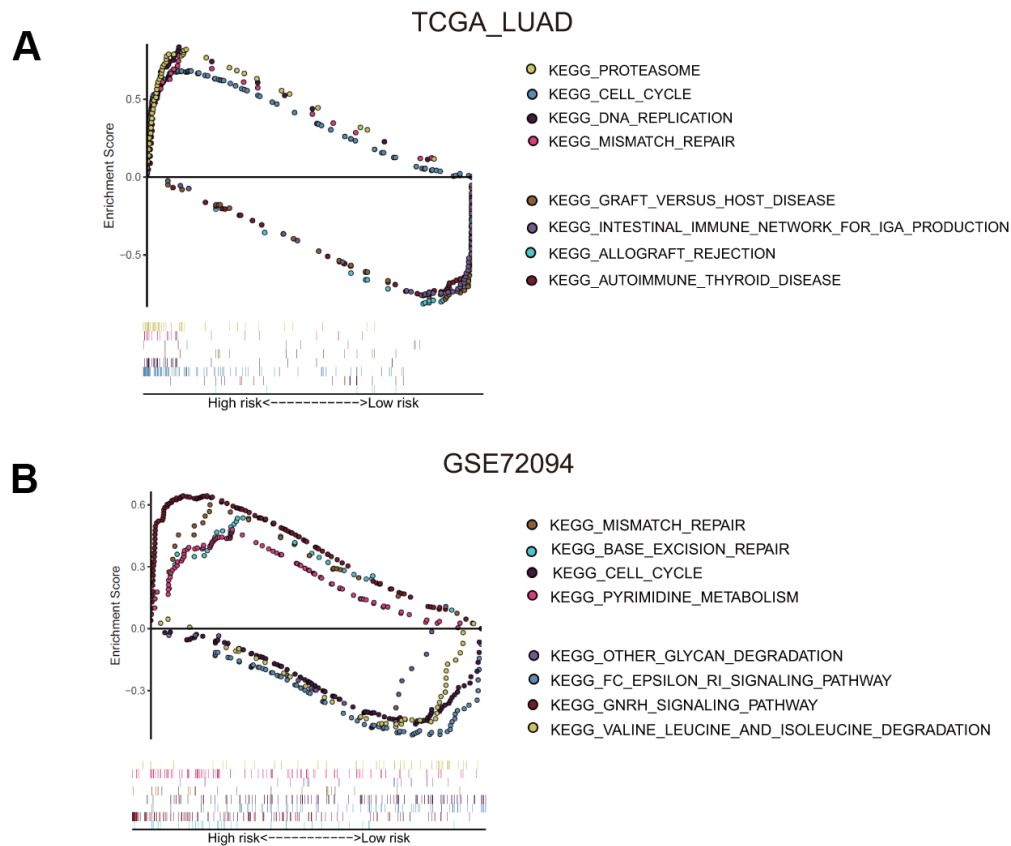 A
TCGA_LUAD
Enrichment Score
0.5
0.0
−0.5
KEGG_PROTEASOME
KEGG_CELL_CYCLE
KEGG_DNA_REPLICATION
KEGG_MISMATCH_REPAIR
KEGG_GRAFT_VERSUS_HOST_DISEASE
KEGG_INTESTINAL_IMMUNE_NETWORK_FOR_IGA_PRODUCTION
KEGG_ALLOGRAFT_REJECTION
KEGG_AUTOIMMUNE_THYROID_DISEASE
High risk<----------->Low risk
B
GSE72094
Enrichment Score
0.6
0.3
0.0
−0.3
KEGG_MISMATCH_REPAIR
KEGG_BASE_EXCISION_REPAIR
KEGG_CELL_CYCLE
KEGG_PYRIMIDINE_METABOLISM
KEGG_OTHER_GLYCAN_DEGRADATION
KEGG_FC_EPSILON_RI_SIGNALING_PATHWAY
KEGG_GNRH_SIGNALING_PATHWAY
KEGG_VALINE_LEUCINE_AND_ISOLEUCINE_DEGRADATION
High risk<----------->Low risk